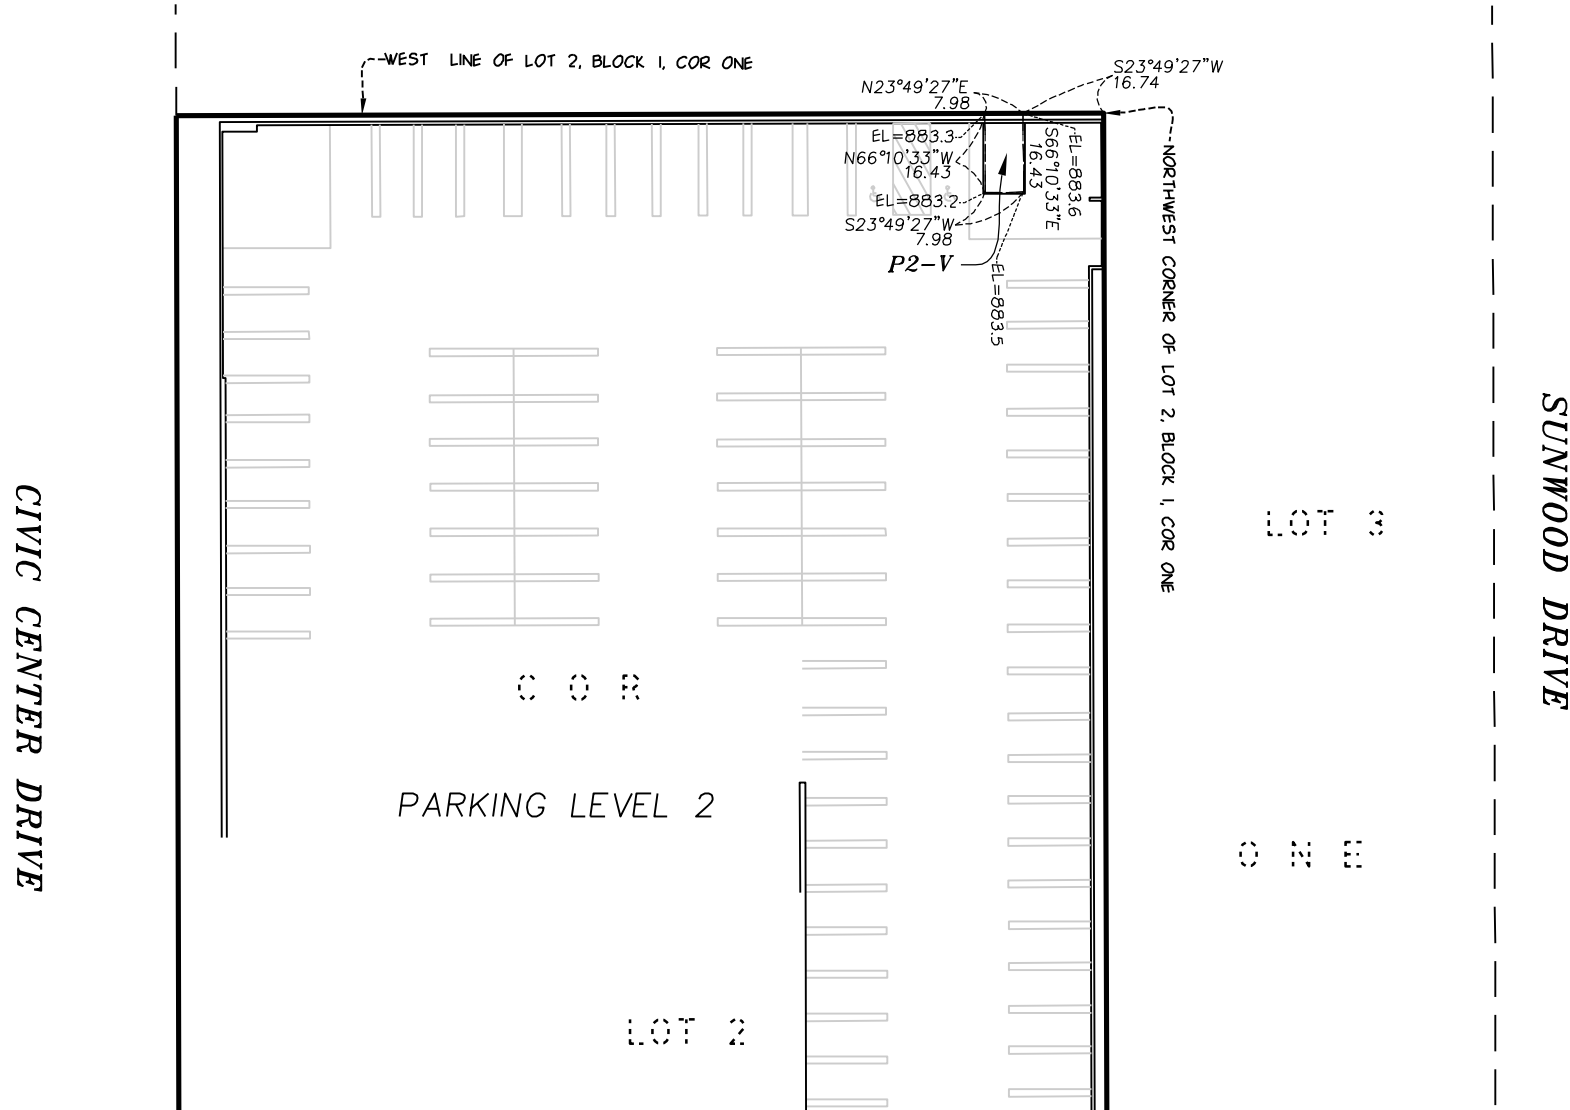 WEST LINE OF LOT 2, BLOCK 1, COR ONE
S23°49'27"W
16.74
N23°49'27"E
7.98
EL=883.3
N66°10'33"W
16.43
EL=883.2
S23°49'27"W
7.98
P2-V
S66°10'33"E
16.43
EL=883.6
EL=883.5
NORTHWEST CORNER OF LOT 2, BLOCK 1, COR ONE
SUNWOOD DRIVE
CIVIC CENTER DRIVE
LOT 3
COR
PARKING LEVEL 2
ONE
LOT 2